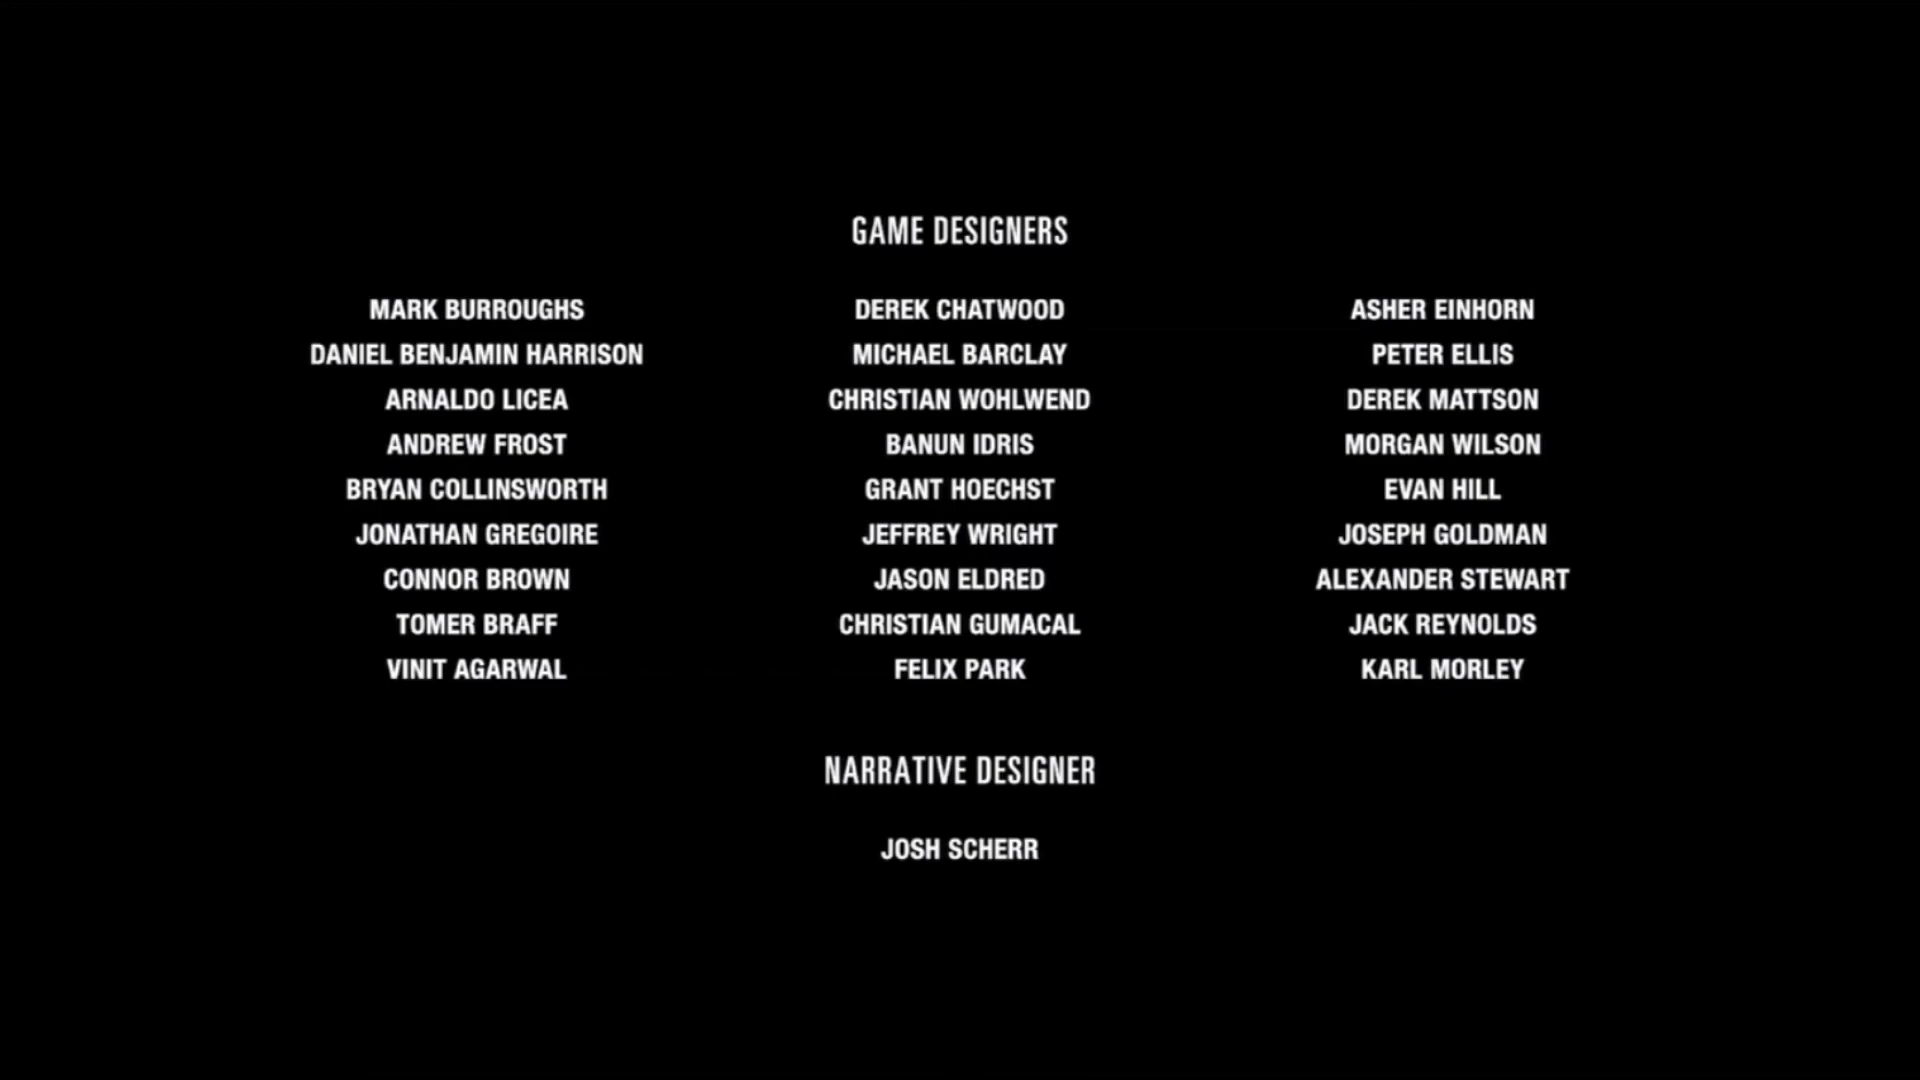 GAME DESIGNERS
MARK BURROUGHS DEREK CHATWOOD ASHER EINHORN
DANIEL BENJAMIN HARRISON MICHAEL BARCLAY PETER ELLIS
ARNALDO LICEA CHRISTIAN WOHLWEND DEREK MATTSON
ANDREW FROST BANUN IDRIS MORGAN WILSON
BRYAN COLLINSWORTH GRANT HOECHST EVAN HILL
JONATHAN GREGOIRE JEFFREY WRIGHT JOSEPH GOLDMAN
CONNOR BROWN JASON ELDRED ALEXANDER STEWART
TOMER BRAFF CHRISTIAN GUMACAL JACK REYNOLDS
VINIT AGARWAL FELIX PARK KARL MORLEY
NARRATIVE DESIGNER
JOSH SCHERR